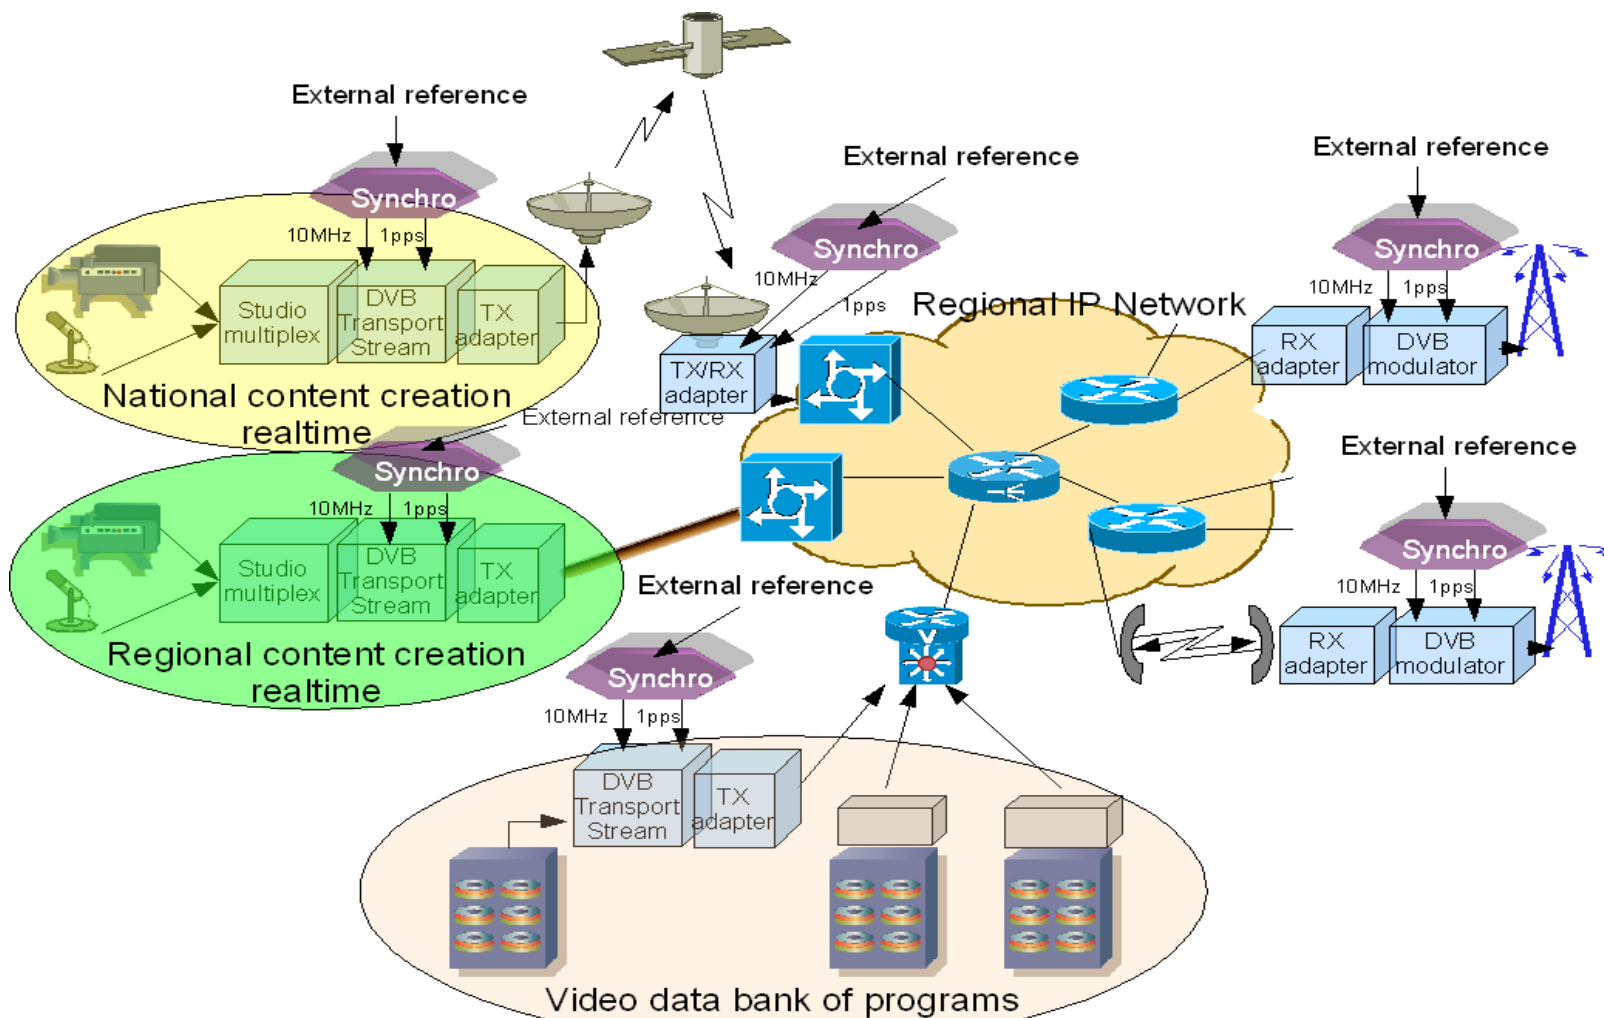 External reference
Synchro
10MHz
1pps
Studio
multiplex
DVB
Transport
Stream
TX
adapter
National content creation
realtime
External reference
Synchro
10MHz
1pps
TX/RX
adapter
Regional IP Network
External reference
Synchro
10MHz
1pps
RX
adapter
DVB
modulator
External reference
Synchro
10MHz
1pps
Studio
multiplex
DVB
Transport
Stream
TX
adapter
Regional content creation
realtime
External reference
Synchro
10MHz
1pps
RX
adapter
DVB
modulator
External reference
Synchro
10MHz
1pps
DVB
Transport
Stream
TX
adapter
V
Video data bank of programs